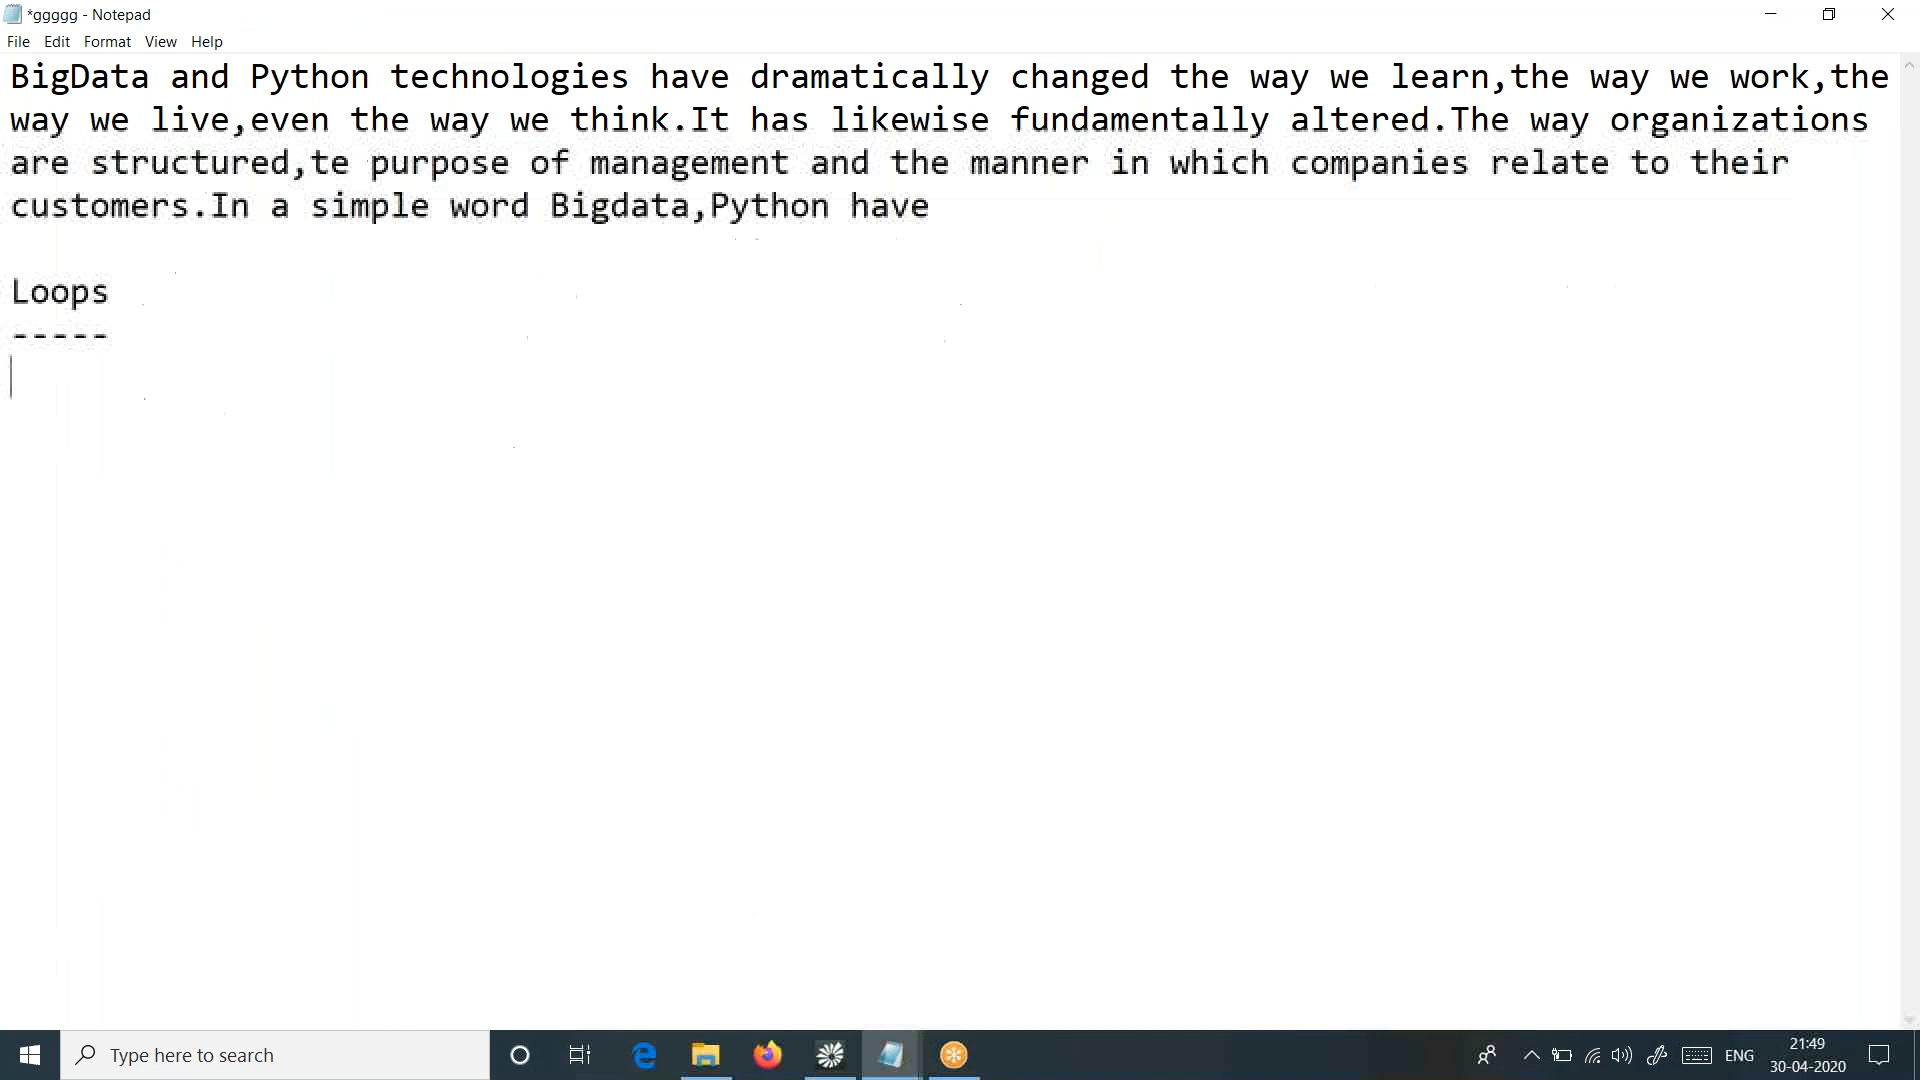 *ggggg - Notepad
File Edit Format View Help
BigData and Python technologies have dramatically changed the way we learn,the way we work,the
way we live,even the way we think.It has likewise fundamentally altered.The way organizations
are structured,te purpose of management and the manner in which companies relate to their
customers.In a simple word Bigdata,Python have
Loops
-----
Type here to search
ENG
21:49
30-04-2020